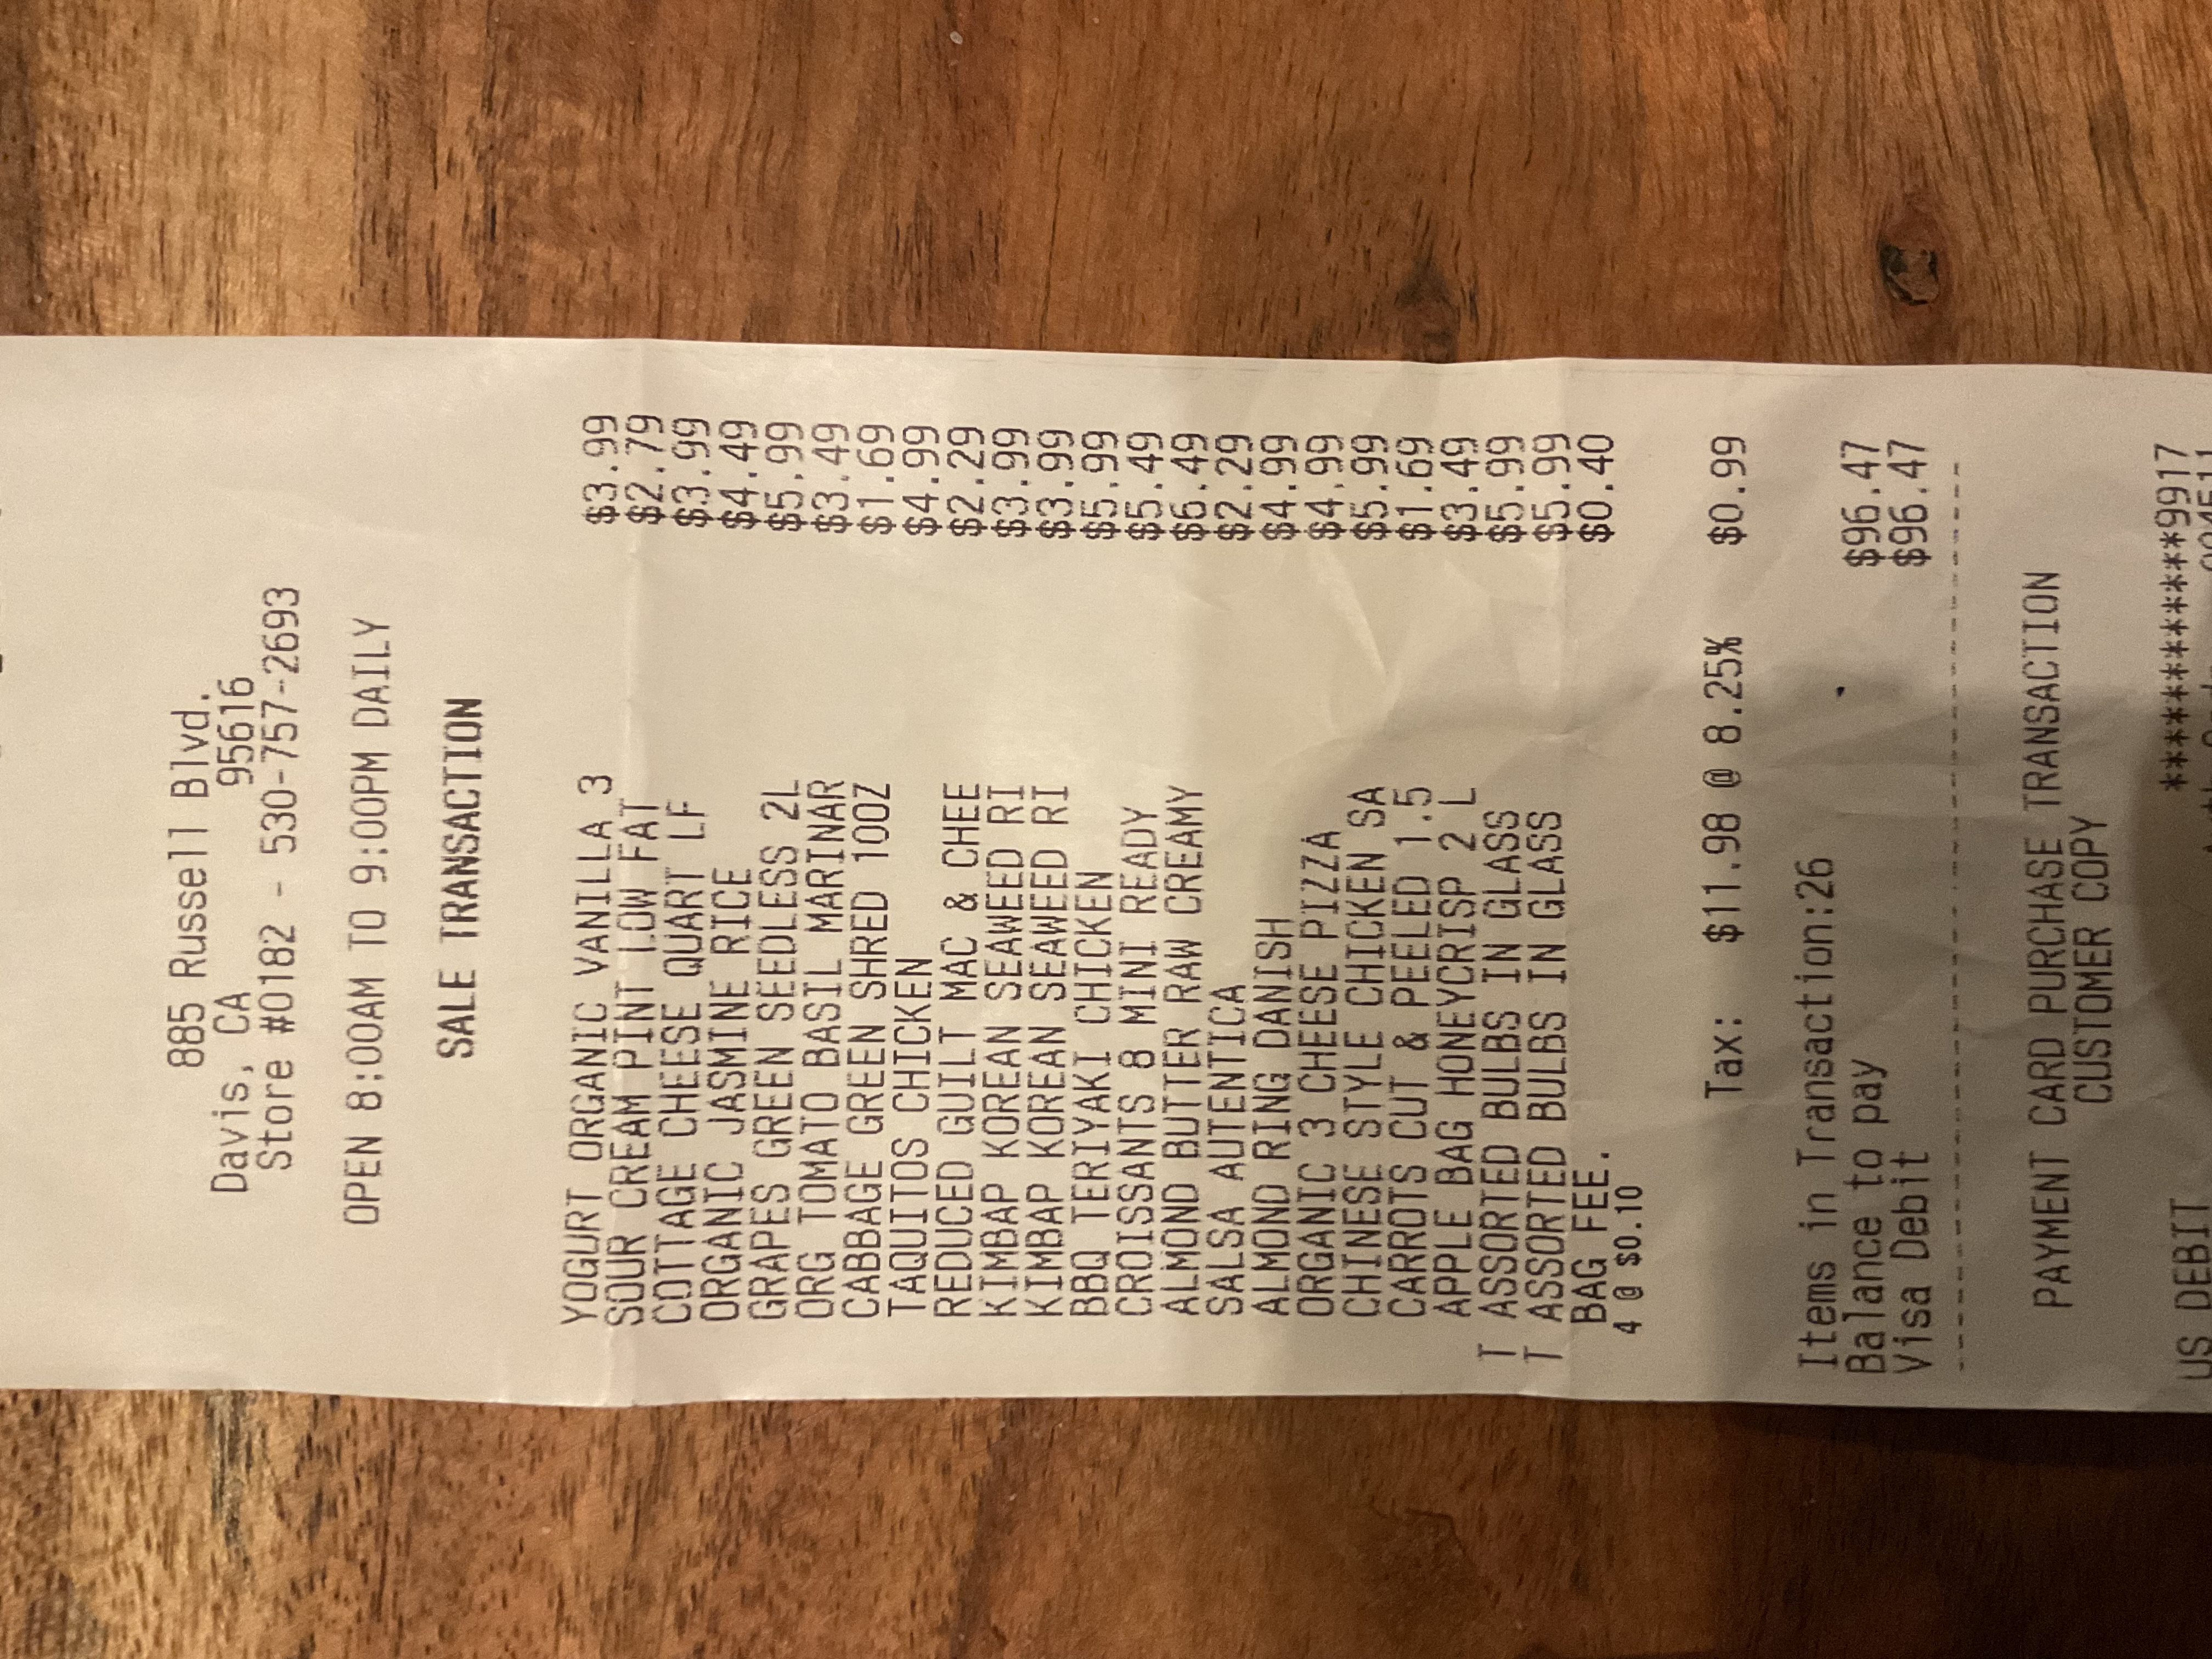 885 Russell Blvd.
Davis, CA 95616
Store #0182 - 530-757-2693
OPEN 8:00AM TO 9:00PM DAILY
SALE TRANSACTION
YOGURT ORGANIC VANILLA 3 $3.99
SOUR CREAM PINT LOW FAT $2.79
COTTAGE CHEESE QUART LF $3.99
ORGANIC JASMINE RICE $4.49
GRAPES GREEN SEEDLESS 2L $5.99
ORG TOMATO BASIL MARINAR $3.49
CABBAGE GREEN SHRED 10OZ $1.69
TAQUITOS CHICKEN $4.99
REDUCED GUILT MAC & CHEE $2.29
KIMBAP KOREAN SEAWEED RI $3.99
KIMBAP KOREAN SEAWEED RI $3.99
BBQ TERIYAKI CHICKEN $5.99
CROISSANTS 8 MINI READY $5.49
ALMOND BUTTER RAW CREAMY $6.49
SALSA AUTENTICA $2.29
ALMOND RING DANISH $4.99
ORGANIC 3 CHEESE PIZZA $4.99
CHINESE STYLE CHICKEN SA $5.99
CARROTS CUT & PEELED 1.5 $1.69
APPLE BAG HONEYCRISP 2 L $3.49
T ASSORTED BULBS IN GLASS $5.99
T ASSORTED BULBS IN GLASS $5.99
BAG FEE. $0.40
4 @ $0.10
Tax: $11.98 @ 8.25% $0.99
Items in Transaction:26
Balance to pay $96.47
Visa Debit $96.47
PAYMENT CARD PURCHASE TRANSACTION
CUSTOMER COPY
US DEBIT ************9917